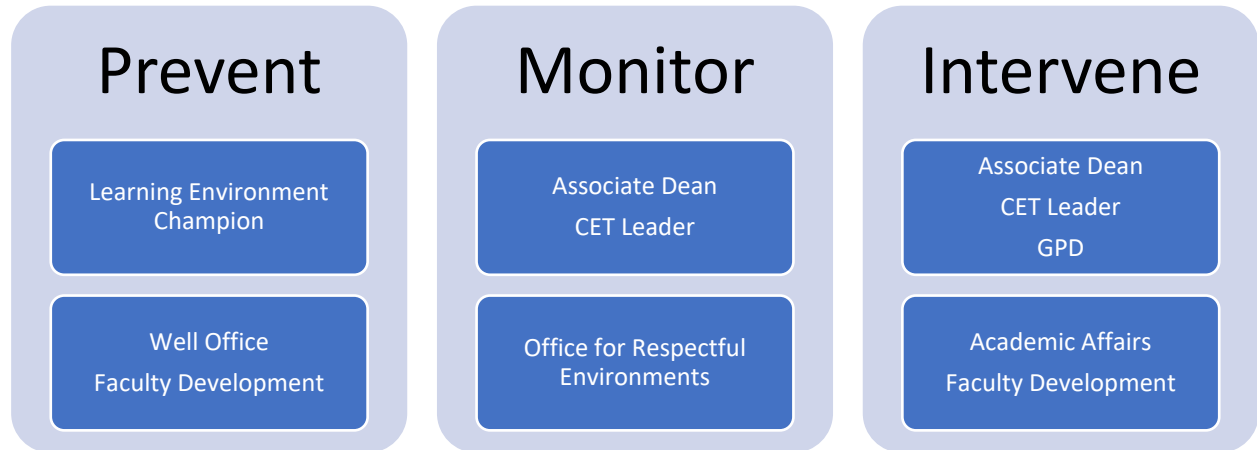 Prevent
Learning Environment
Champion
Well Office
Faculty Development
Monitor
Associate Dean
CET Leader
Office for Respectful
Environments
Intervene
Associate Dean
CET Leader
GPD
Academic Affairs
Faculty Development